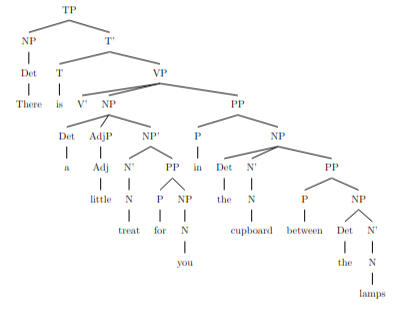 TP
NP T'
Det T VP
There is V' NP PP
Det AdjP NP' P NP
a Adj N' PP in Det N' PP
little N P NP the N P NP
treat for N cupboard between Det N'
you the N
lamps